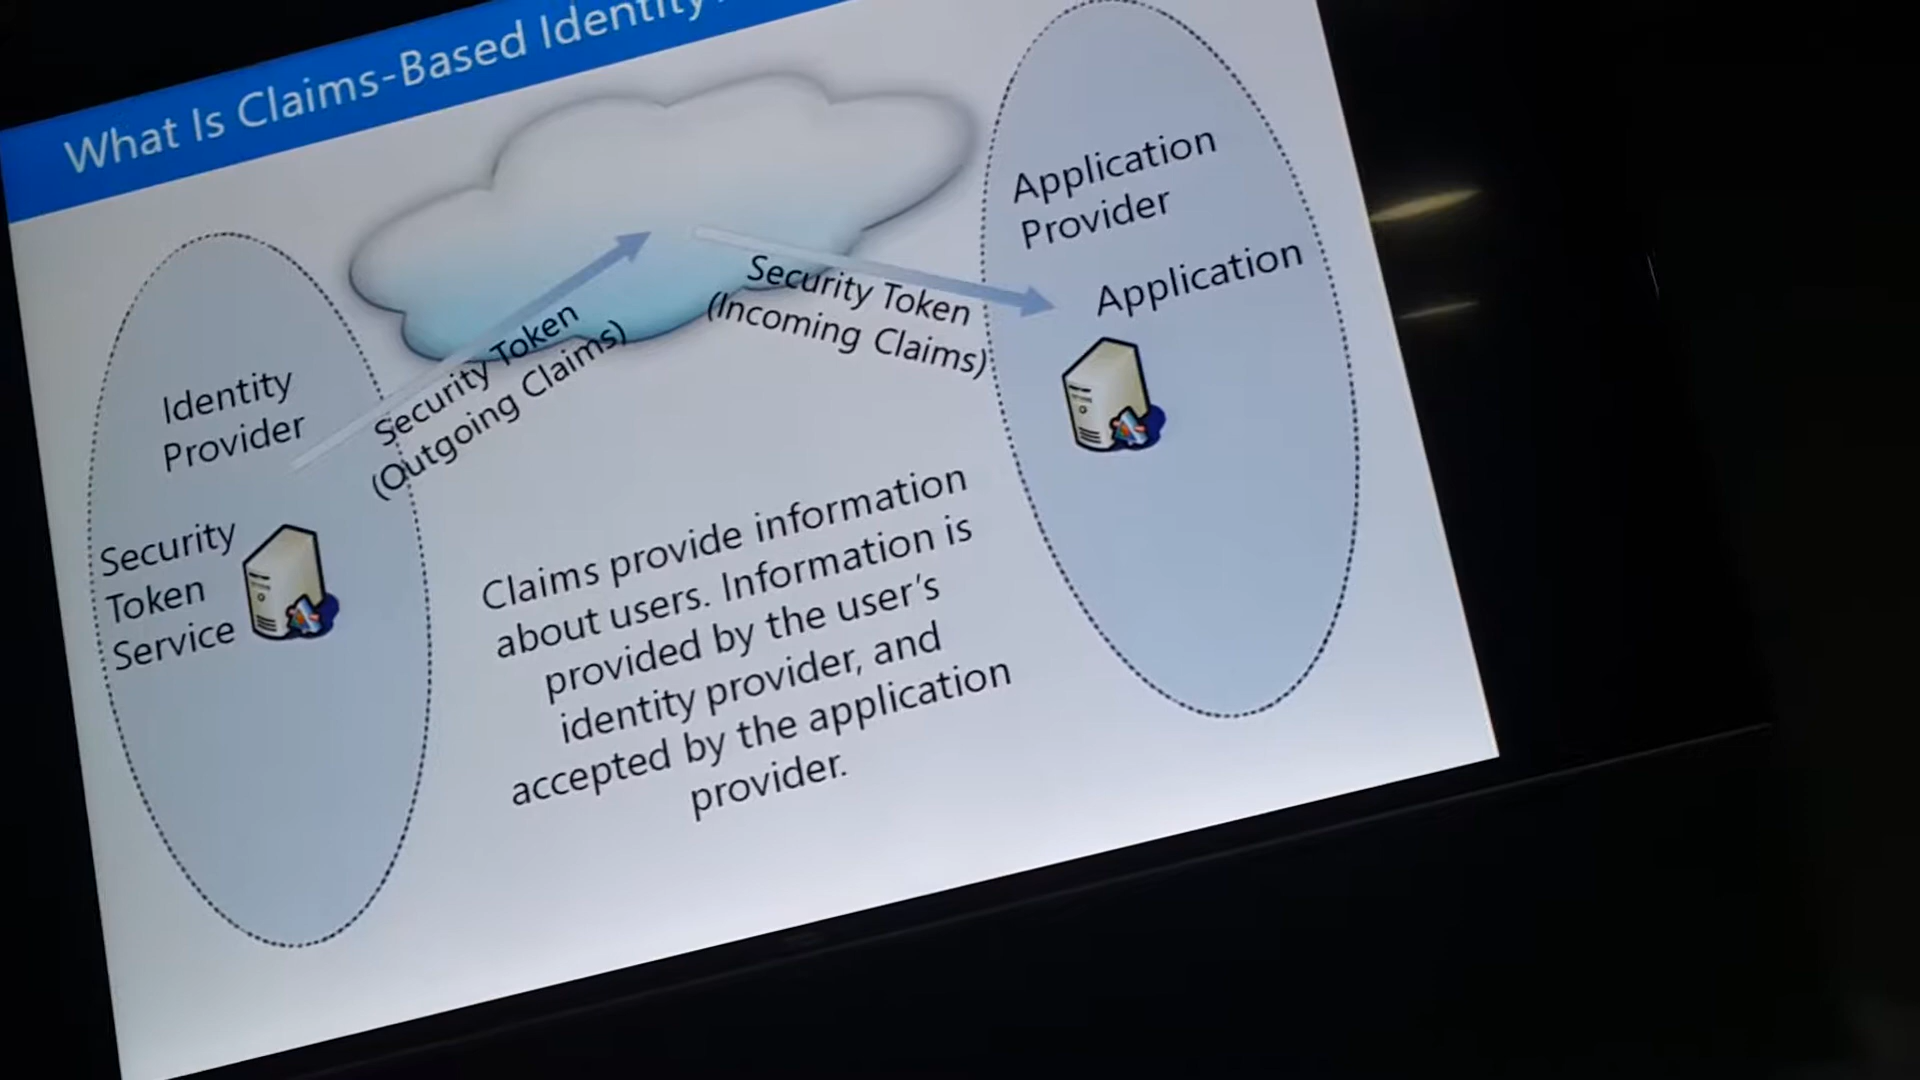 What Is Claims-Based Identity?
Identity
Provider
Security
Token
Service
Security Token
(Outgoing Claims)
Security Token
(Incoming Claims)
Application
Provider
Application
Claims provide information
about users. Information is
provided by the user's
identity provider, and
accepted by the application
provider.